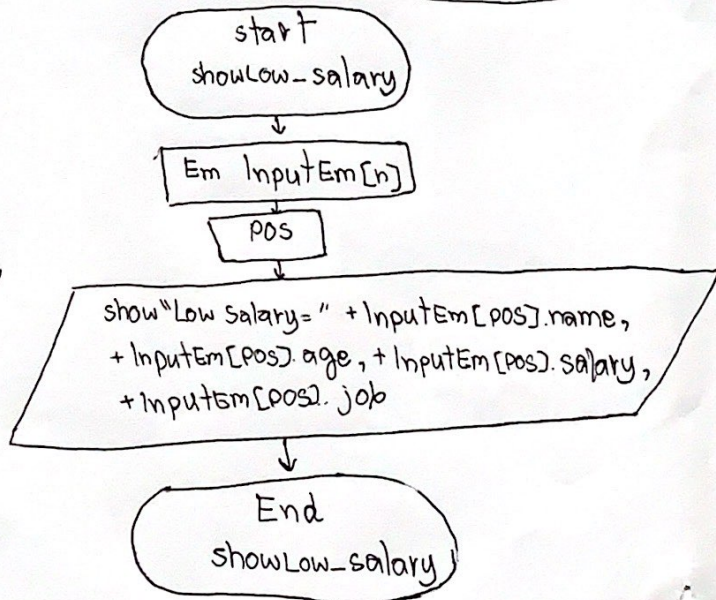 start
showLow_salary
Em InputEm[n]
pos
show"Low Salary=" + InputEm[pos].name,
+ InputEm[pos].age, + InputEm[pos].salary,
+ InputEm[pos].job
End
showLow_salary